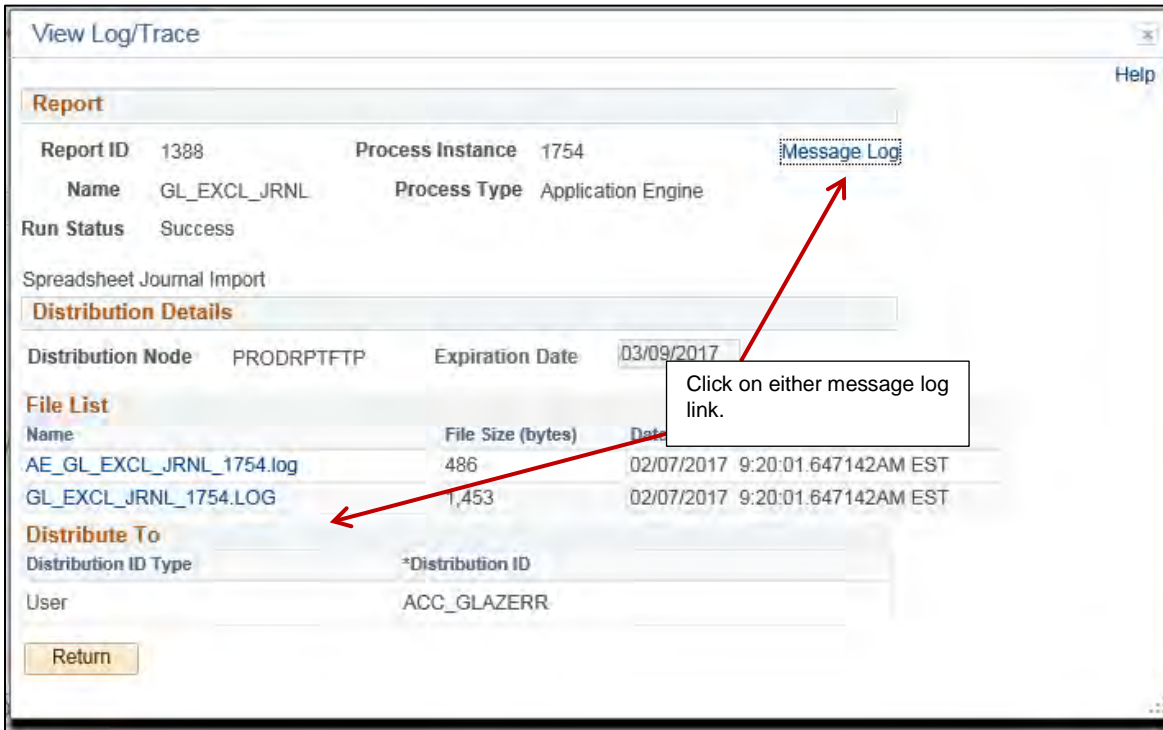 View Log/Trace
Help
Report
Report ID 1388 Process Instance 1754 Message Log
Name GL_EXCL_JRNL Process Type Application Engine
Run Status Success
Spreadsheet Journal Import
Distribution Details
Distribution Node PRODRPTFTP Expiration Date 03/09/2017
Click on either message log
link.
File List
Name File Size (bytes)
AE_GL_EXCL_JRNL_1754.log 486 02/07/2017 9:20:01.647142AM EST
GL_EXCL_JRNL_1754.LOG 1,453 02/07/2017 9:20:01.647142AM EST
Distribute To
Distribution ID Type *Distribution ID
User ACC_GLAZERR
Return